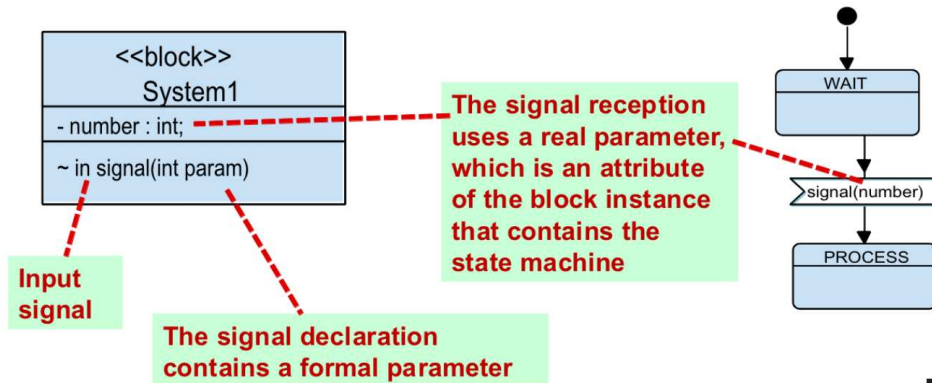 <<block>>
System1
- number : int;
~ in signal(int param)
Input
signal
The signal declaration
contains a formal parameter
The signal reception
uses a real parameter,
which is an attribute
of the block instance
that contains the
state machine
WAIT
signal(number)
PROCESS